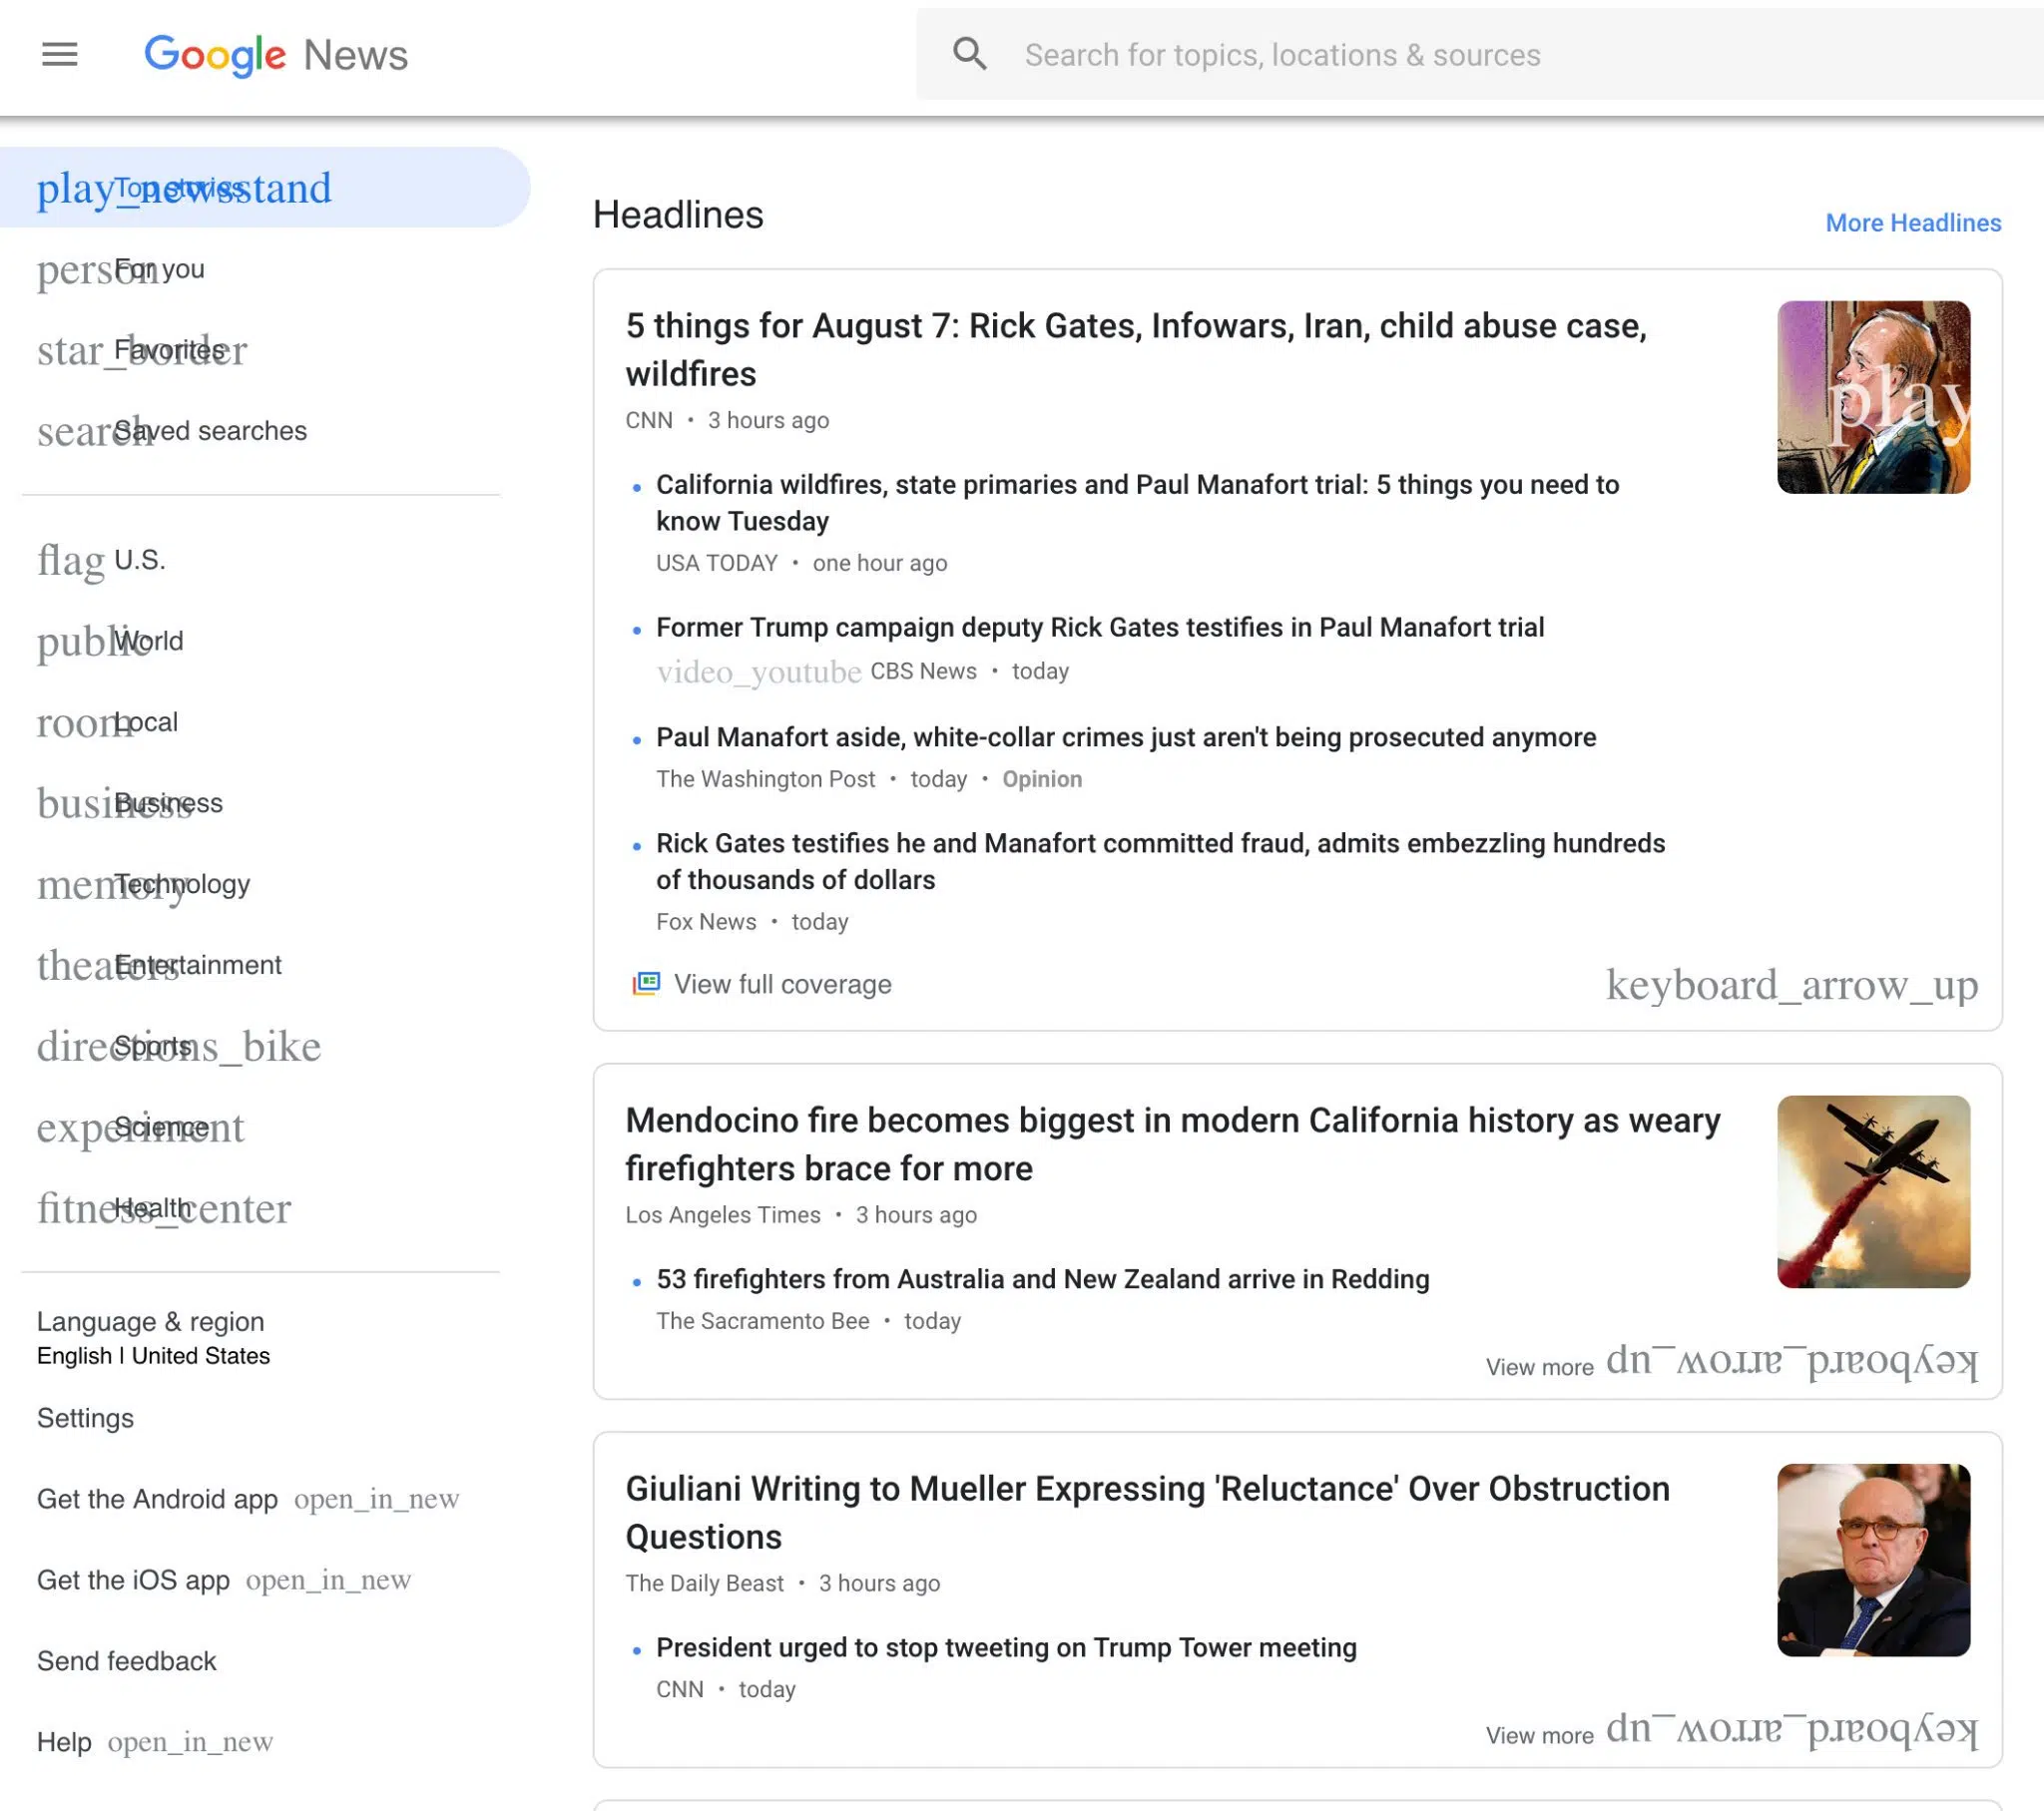 Google News
Search for topics, locations & sources
play_newsstand
Top stories
person
For you
star_border
Favorites
search
Saved searches
flag
U.S.
public
World
room
Local
business
Business
memory
Technology
theaters
Entertainment
directions_bike
Sports
experiment
Science
fitness_center
Health
Language & region
English | United States
Settings
Get the Android app open_in_new
Get the iOS app open_in_new
Send feedback
Help open_in_new
Headlines
More Headlines
5 things for August 7: Rick Gates, Infowars, Iran, child abuse case,
wildfires
CNN • 3 hours ago
play
California wildfires, state primaries and Paul Manafort trial: 5 things you need to
know Tuesday
USA TODAY • one hour ago
Former Trump campaign deputy Rick Gates testifies in Paul Manafort trial
video_youtube CBS News • today
Paul Manafort aside, white-collar crimes just aren't being prosecuted anymore
The Washington Post • today • Opinion
Rick Gates testifies he and Manafort committed fraud, admits embezzling hundreds
of thousands of dollars
Fox News • today
View full coverage
keyboard_arrow_up
Mendocino fire becomes biggest in modern California history as weary
firefighters brace for more
Los Angeles Times • 3 hours ago
53 firefighters from Australia and New Zealand arrive in Redding
The Sacramento Bee • today
View more keyboard_arrow_up
Giuliani Writing to Mueller Expressing 'Reluctance' Over Obstruction
Questions
The Daily Beast • 3 hours ago
President urged to stop tweeting on Trump Tower meeting
CNN • today
View more keyboard_arrow_up